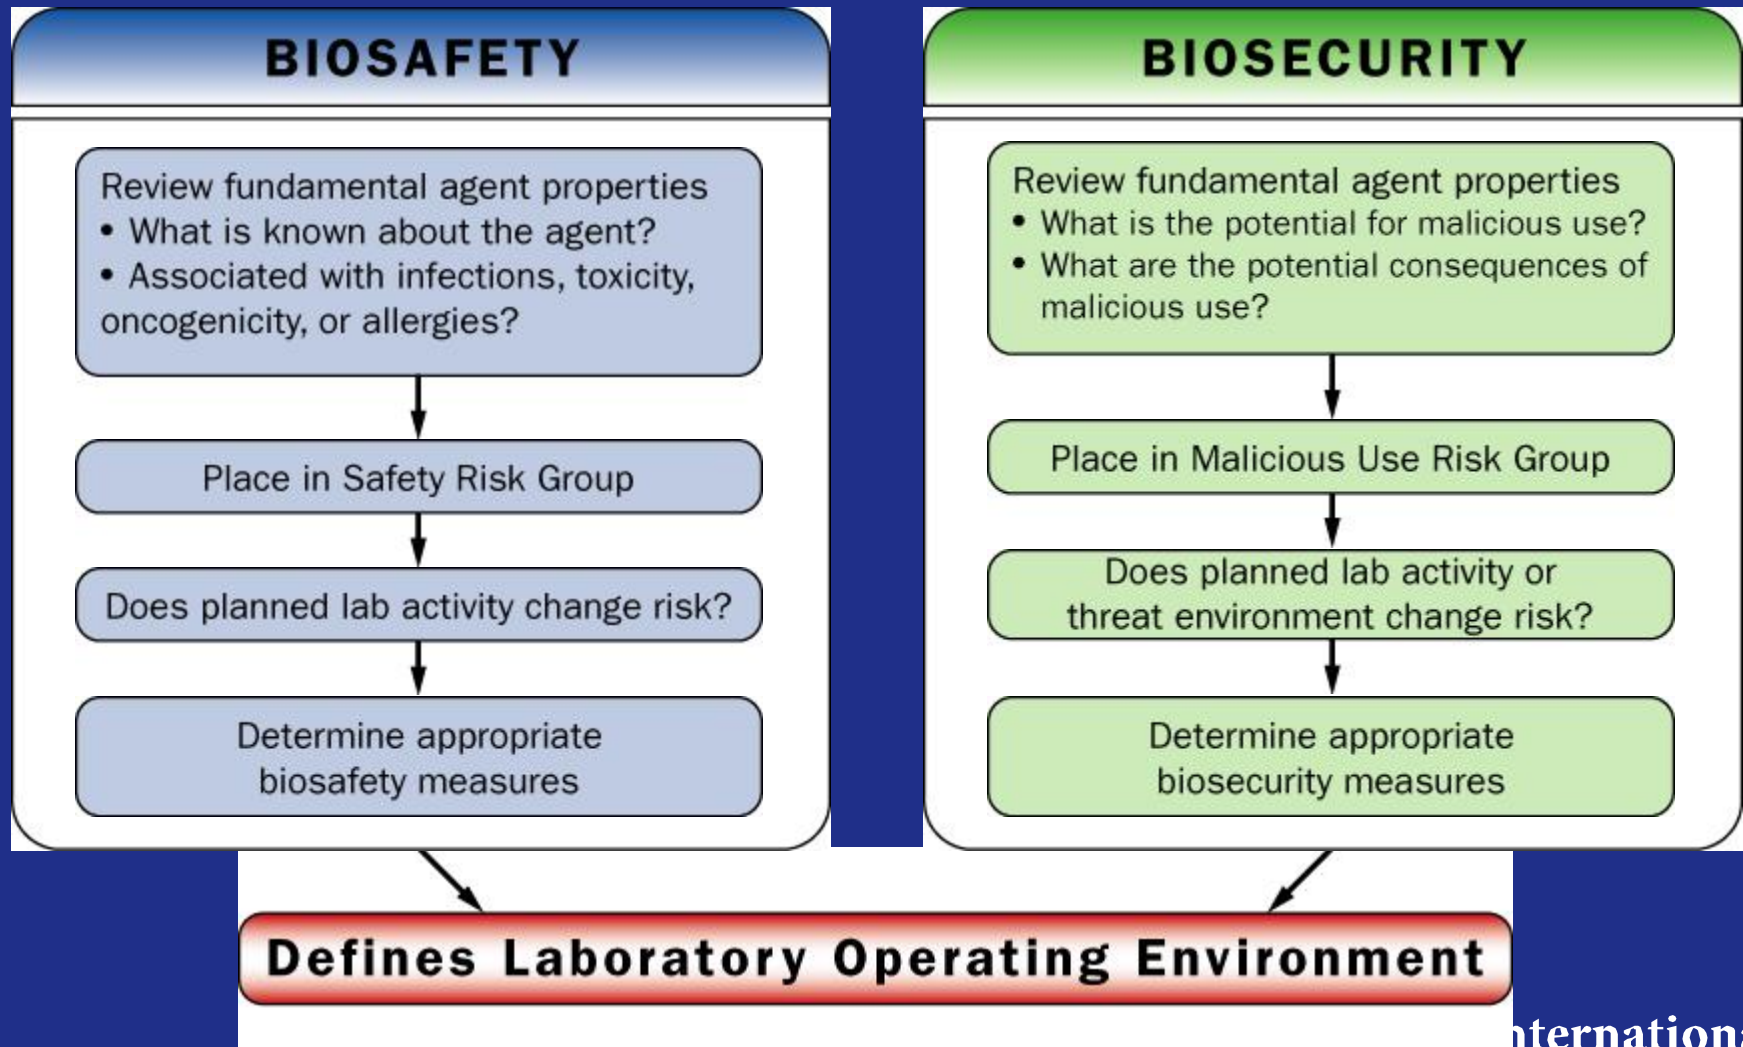 BIOSAFETY
Review fundamental agent properties
• What is known about the agent?
• Associated with infections, toxicity,
oncogenicity, or allergies?
Place in Safety Risk Group
Does planned lab activity change risk?
Determine appropriate
biosafety measures
BIOSECURITY
Review fundamental agent properties
• What is the potential for malicious use?
• What are the potential consequences of
malicious use?
Place in Malicious Use Risk Group
Does planned lab activity or
threat environment change risk?
Determine appropriate
biosecurity measures
Defines Laboratory Operating Environment